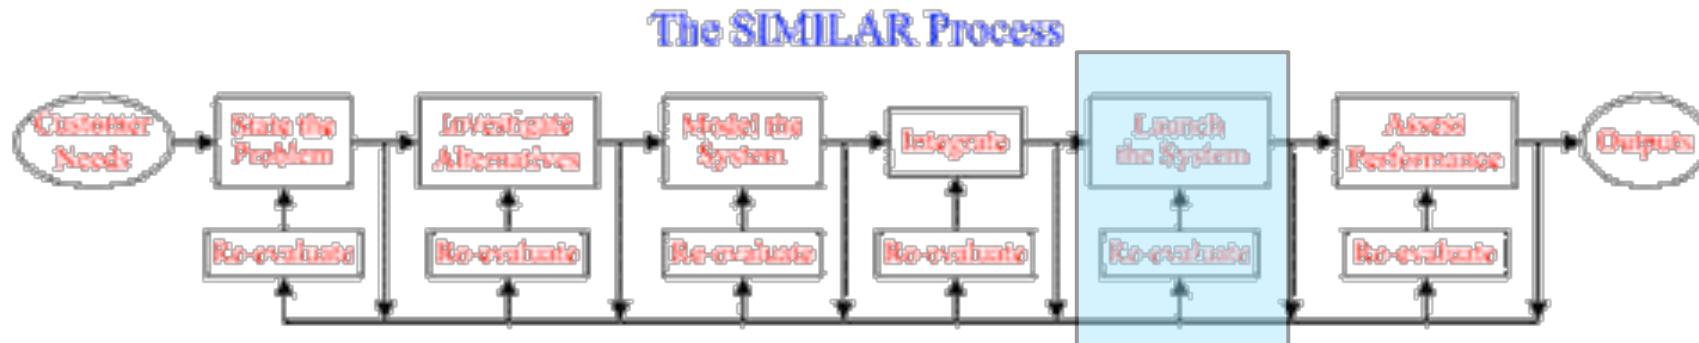 The SIMILAR Process
Customer
Needs
State the
Problem
Investigate
Alternatives
Model the
System
Integrate
Launch
the System
Assess
Performance
Outputs
Re-evaluate
Re-evaluate
Re-evaluate
Re-evaluate
Re-evaluate
Re-evaluate